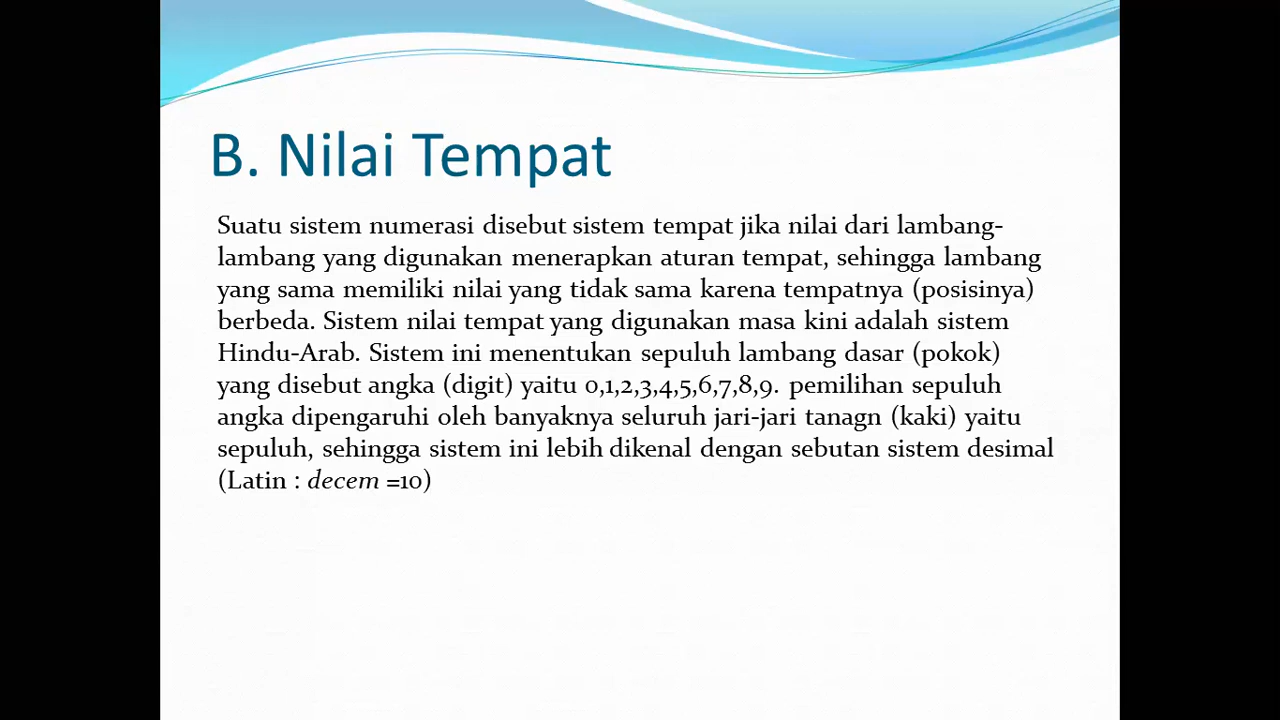 B. Nilai Tempat
Suatu sistem numerasi disebut sistem tempat jika nilai dari lambang-
lambang yang digunakan menerapkan aturan tempat, sehingga lambang
yang sama memiliki nilai yang tidak sama karena tempatnya (posisinya)
berbeda. Sistem nilai tempat yang digunakan masa kini adalah sistem
Hindu-Arab. Sistem ini menentukan sepuluh lambang dasar (pokok)
yang disebut angka (digit) yaitu 0,1,2,3,4,5,6,7,8,9. pemilihan sepuluh
angka dipengaruhi oleh banyaknya seluruh jari-jari tanagn (kaki) yaitu
sepuluh, sehingga sistem ini lebih dikenal dengan sebutan sistem desimal
(Latin : decem =10)